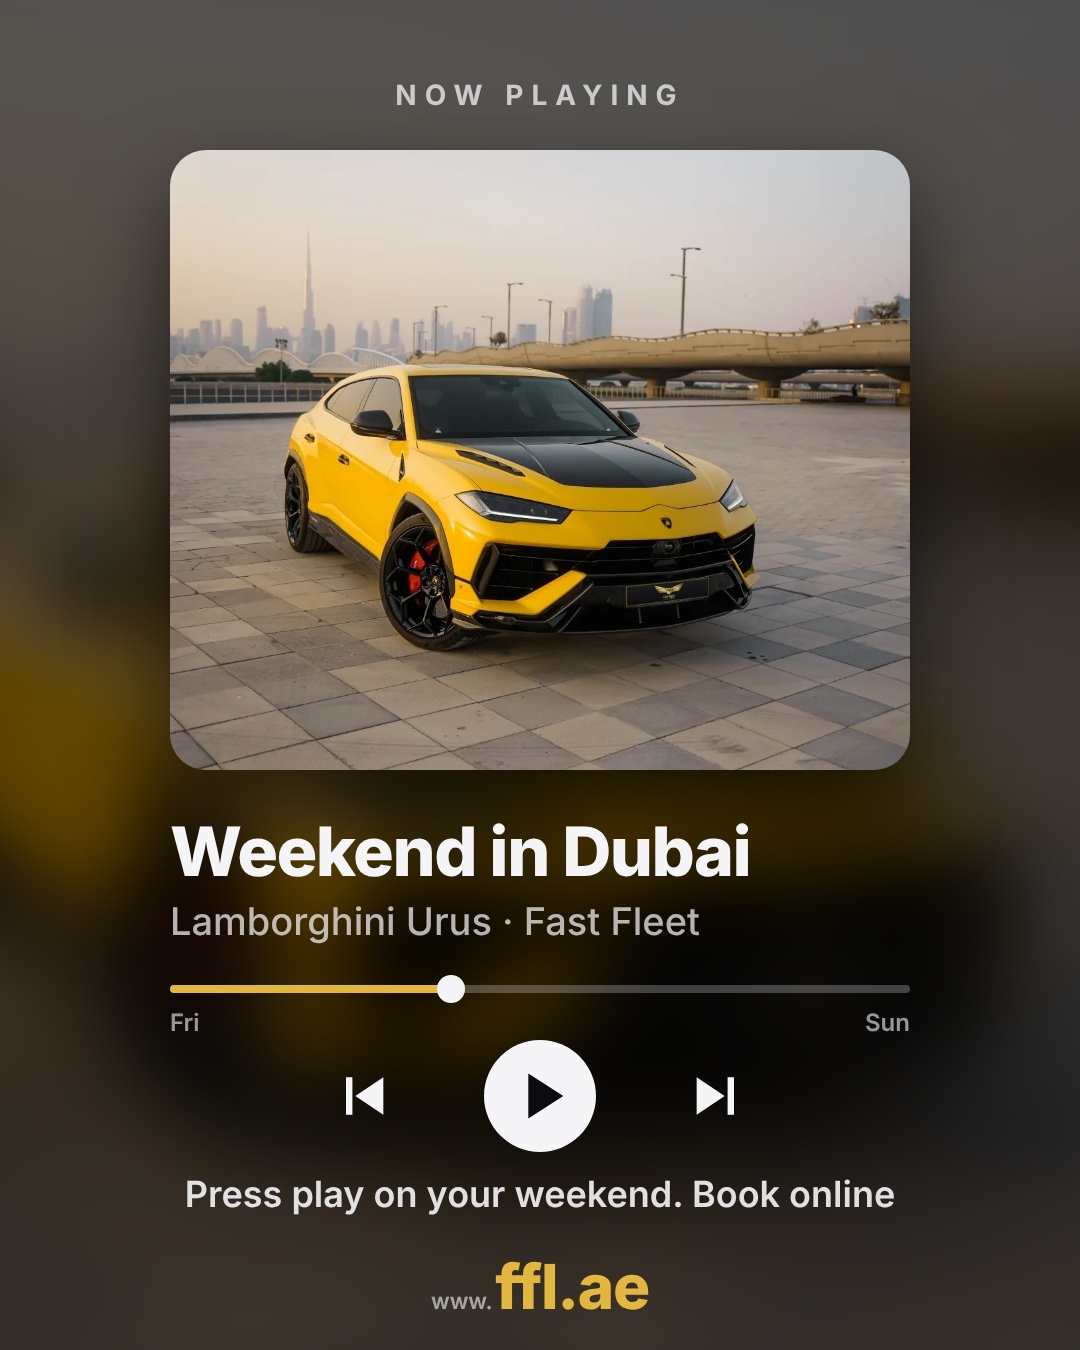 NOW PLAYING
Weekend in Dubai
Lamborghini Urus · Fast Fleet
Fri
Sun
Press play on your weekend. Book online
www.ffl.ae